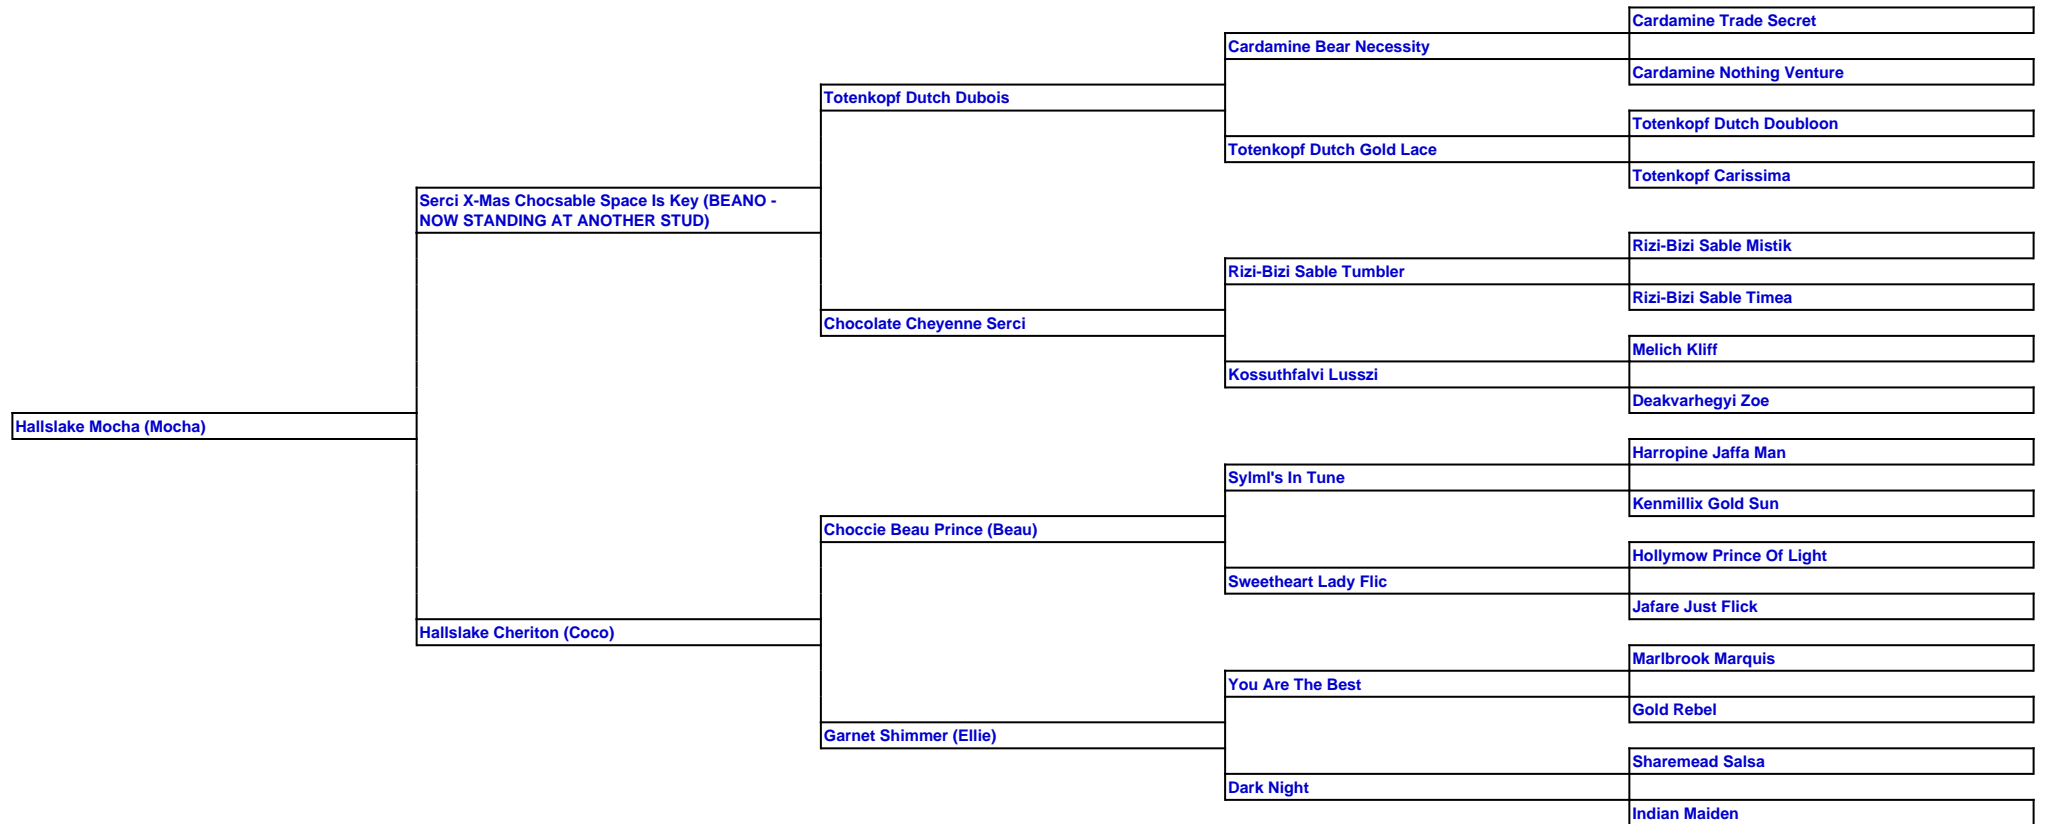 Cardamine Trade Secret
Cardamine Bear Necessity
Cardamine Nothing Venture
Totenkopf Dutch Dubois
Totenkopf Dutch Doubloon
Totenkopf Dutch Gold Lace
Totenkopf Carissima
Serci X-Mas Chocsable Space Is Key (BEANO -
NOW STANDING AT ANOTHER STUD)
Rizi-Bizi Sable Mistik
Rizi-Bizi Sable Tumbler
Rizi-Bizi Sable Timea
Chocolate Cheyenne Serci
Melich Kliff
Kossuthfalvi Lusszi
Deakvarhegyi Zoe
Hallslake Mocha (Mocha)
Harropine Jaffa Man
Sylml's In Tune
Kenmillix Gold Sun
Choccie Beau Prince (Beau)
Hollymow Prince Of Light
Sweetheart Lady Flic
Jafare Just Flick
Hallslake Cheriton (Coco)
Marlbrook Marquis
You Are The Best
Gold Rebel
Garnet Shimmer (Ellie)
Sharemead Salsa
Dark Night
Indian Maiden